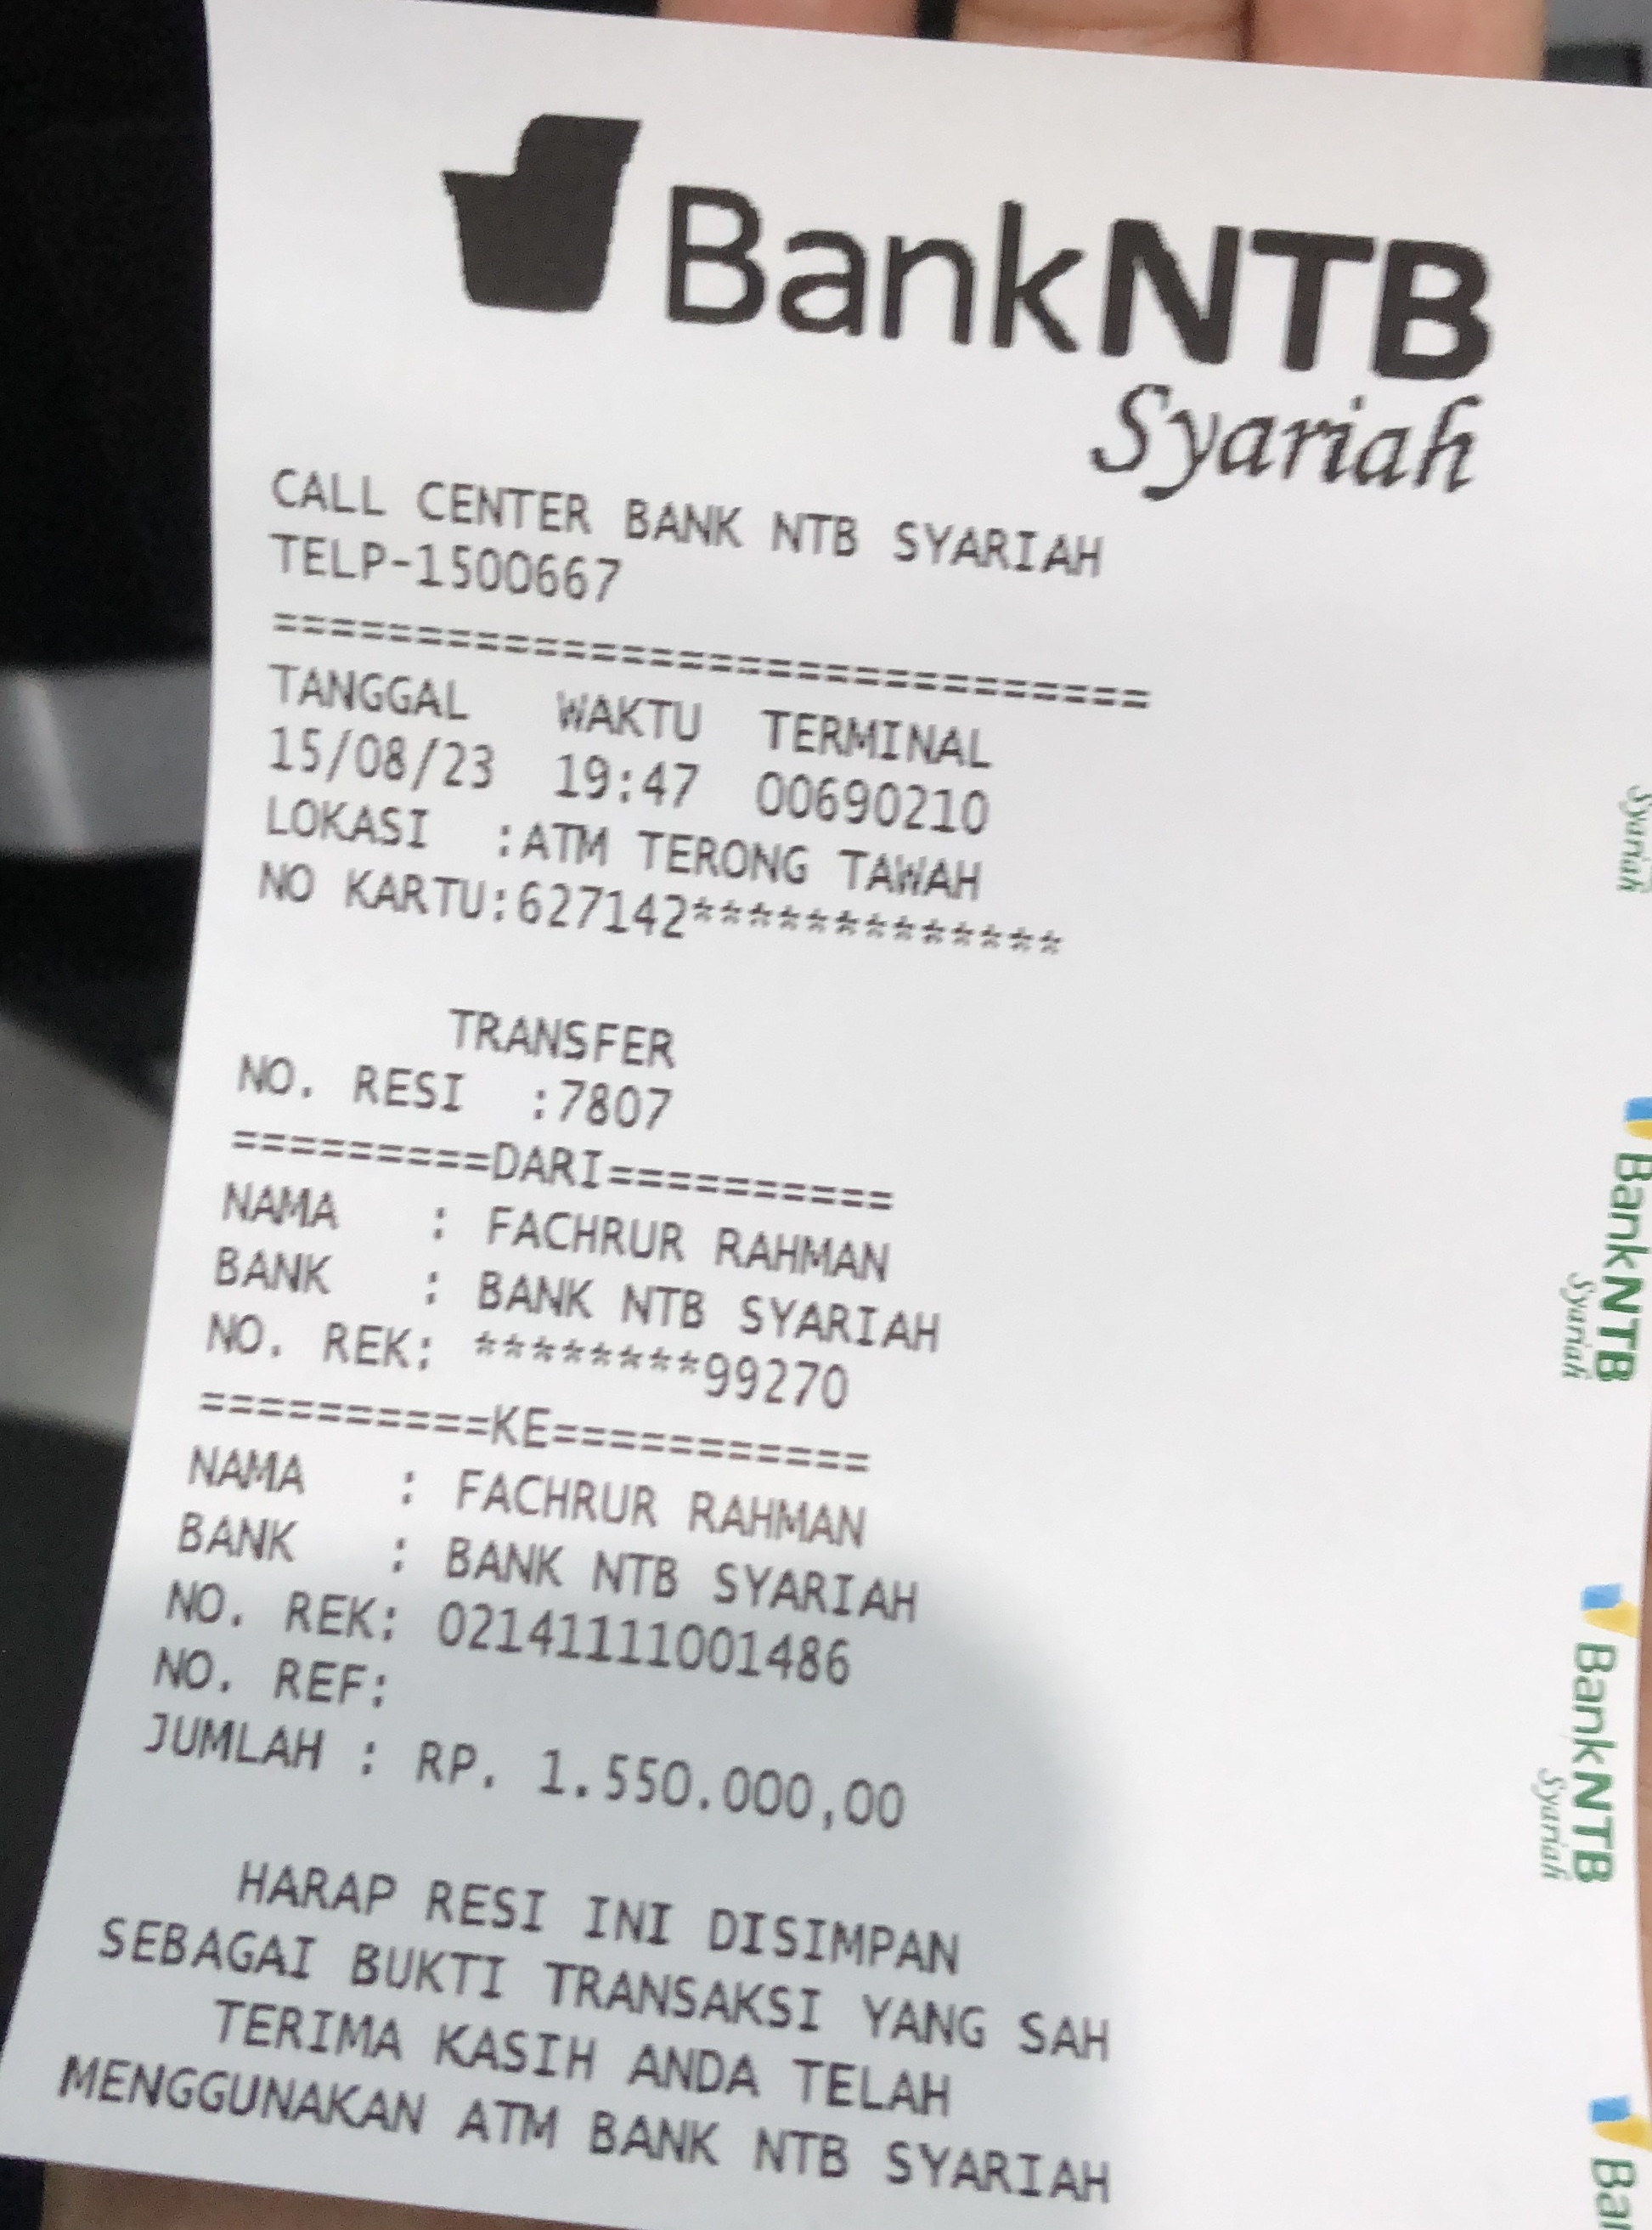 BankNTB
Syariah
CALL CENTER BANK NTB SYARIAH
TELP-1500667
==============================
TANGGAL WAKTU TERMINAL
15/08/23 19:47 00690210
LOKASI :ATM TERONG TAWAH
NO KARTU:627142*************
TRANSFER
NO. RESI :7807
=========DARI==========
NAMA : FACHRUR RAHMAN
BANK : BANK NTB SYARIAH
NO. REK: ********99270
==========KE===========
NAMA : FACHRUR RAHMAN
BANK : BANK NTB SYARIAH
NO. REK: 02141111001486
NO. REF:
JUMLAH : RP. 1.550.000,00
HARAP RESI INI DISIMPAN
SEBAGAI BUKTI TRANSAKSI YANG SAH
TERIMA KASIH ANDA TELAH
MENGGUNAKAN ATM BANK NTB SYARIAH
Syariah
BankNTB
Syariah
BankNTB
Syariah
Ba